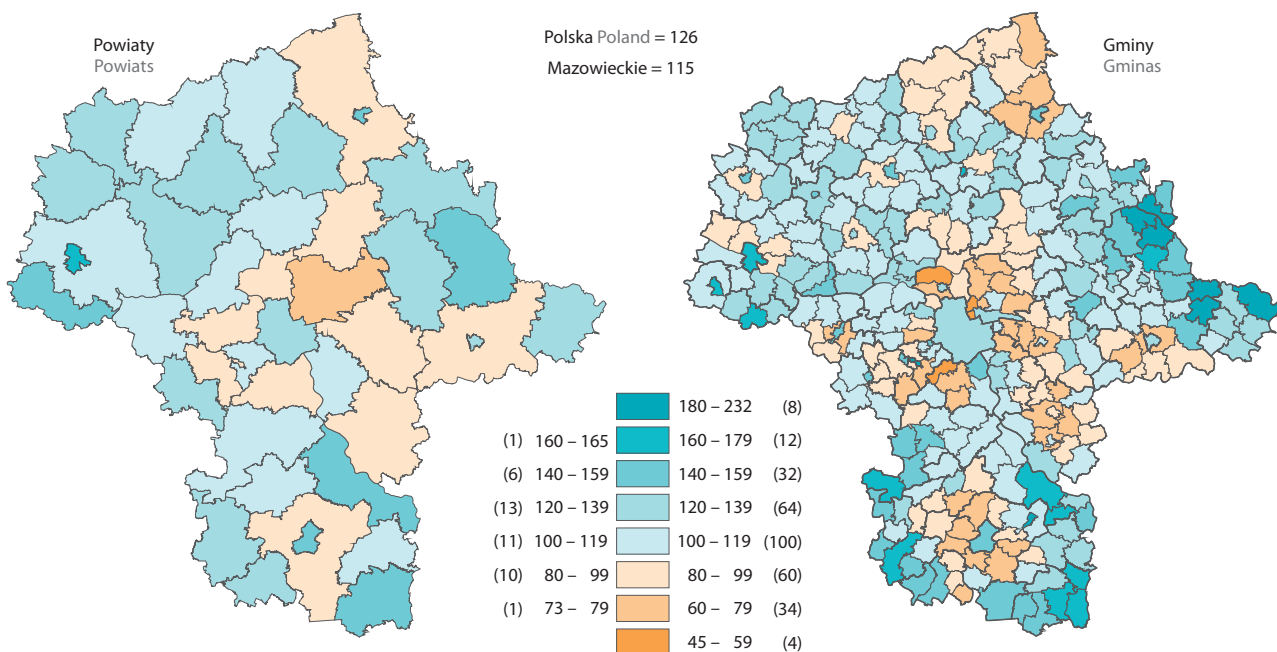 Powiaty
Powiats
Polska Poland = 126
Mazowieckie = 115
Gminy
Gminas
180 – 232 (8)
(1) 160 – 165 160 – 179 (12)
(6) 140 – 159 140 – 159 (32)
(13) 120 – 139 120 – 139 (64)
(11) 100 – 119 100 – 119 (100)
(10) 80 – 99 80 – 99 (60)
(1) 73 – 79 60 – 79 (34)
45 – 59 (4)